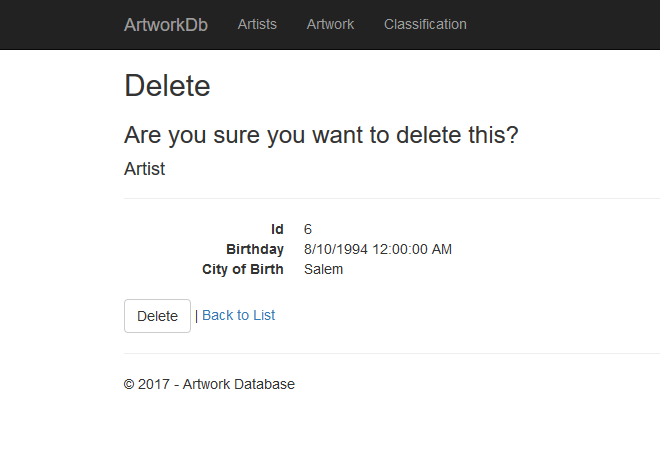 ArtworkDb Artists Artwork Classification
Delete
Are you sure you want to delete this?
Artist
Id 6
Birthday 8/10/1994 12:00:00 AM
City of Birth Salem
Delete | Back to List
© 2017 - Artwork Database